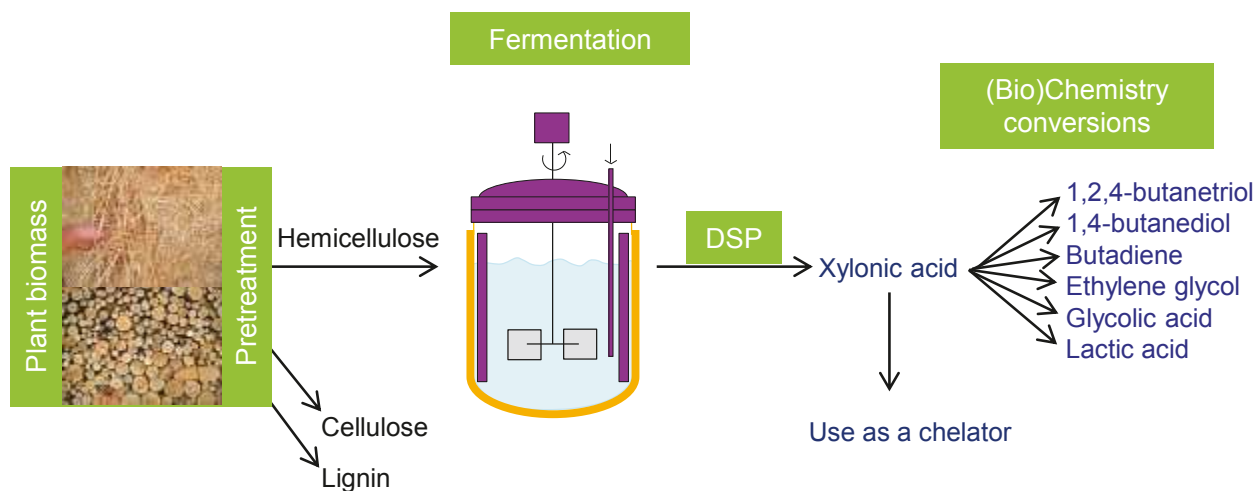 Fermentation
(Bio)Chemistry
conversions
Plant biomass
Pretreatment
Hemicellulose
Cellulose
Lignin
DSP
Xylonic acid
Use as a chelator
1,2,4-butanetriol
1,4-butanediol
Butadiene
Ethylene glycol
Glycolic acid
Lactic acid